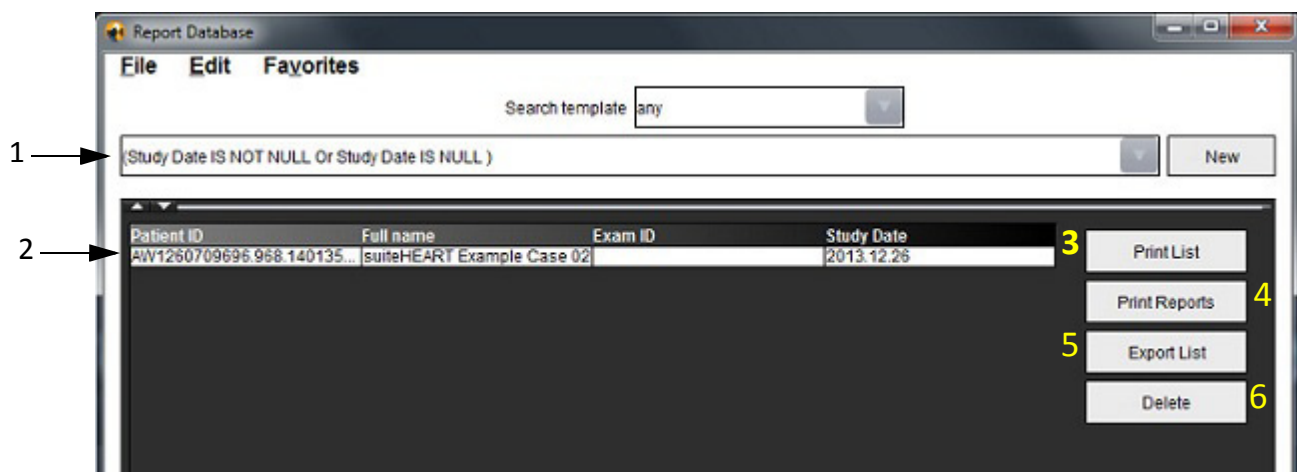 Report Database
File Edit Favorites
Search template any
1 (Study Date IS NOT NULL Or Study Date IS NULL ) New
Patient ID Full name Exam ID Study Date
2 AW1260709696.968.140135... suiteHEART Example Case 02 2013.12.26
3 Print List
Print Reports 4
5 Export List
Delete 6